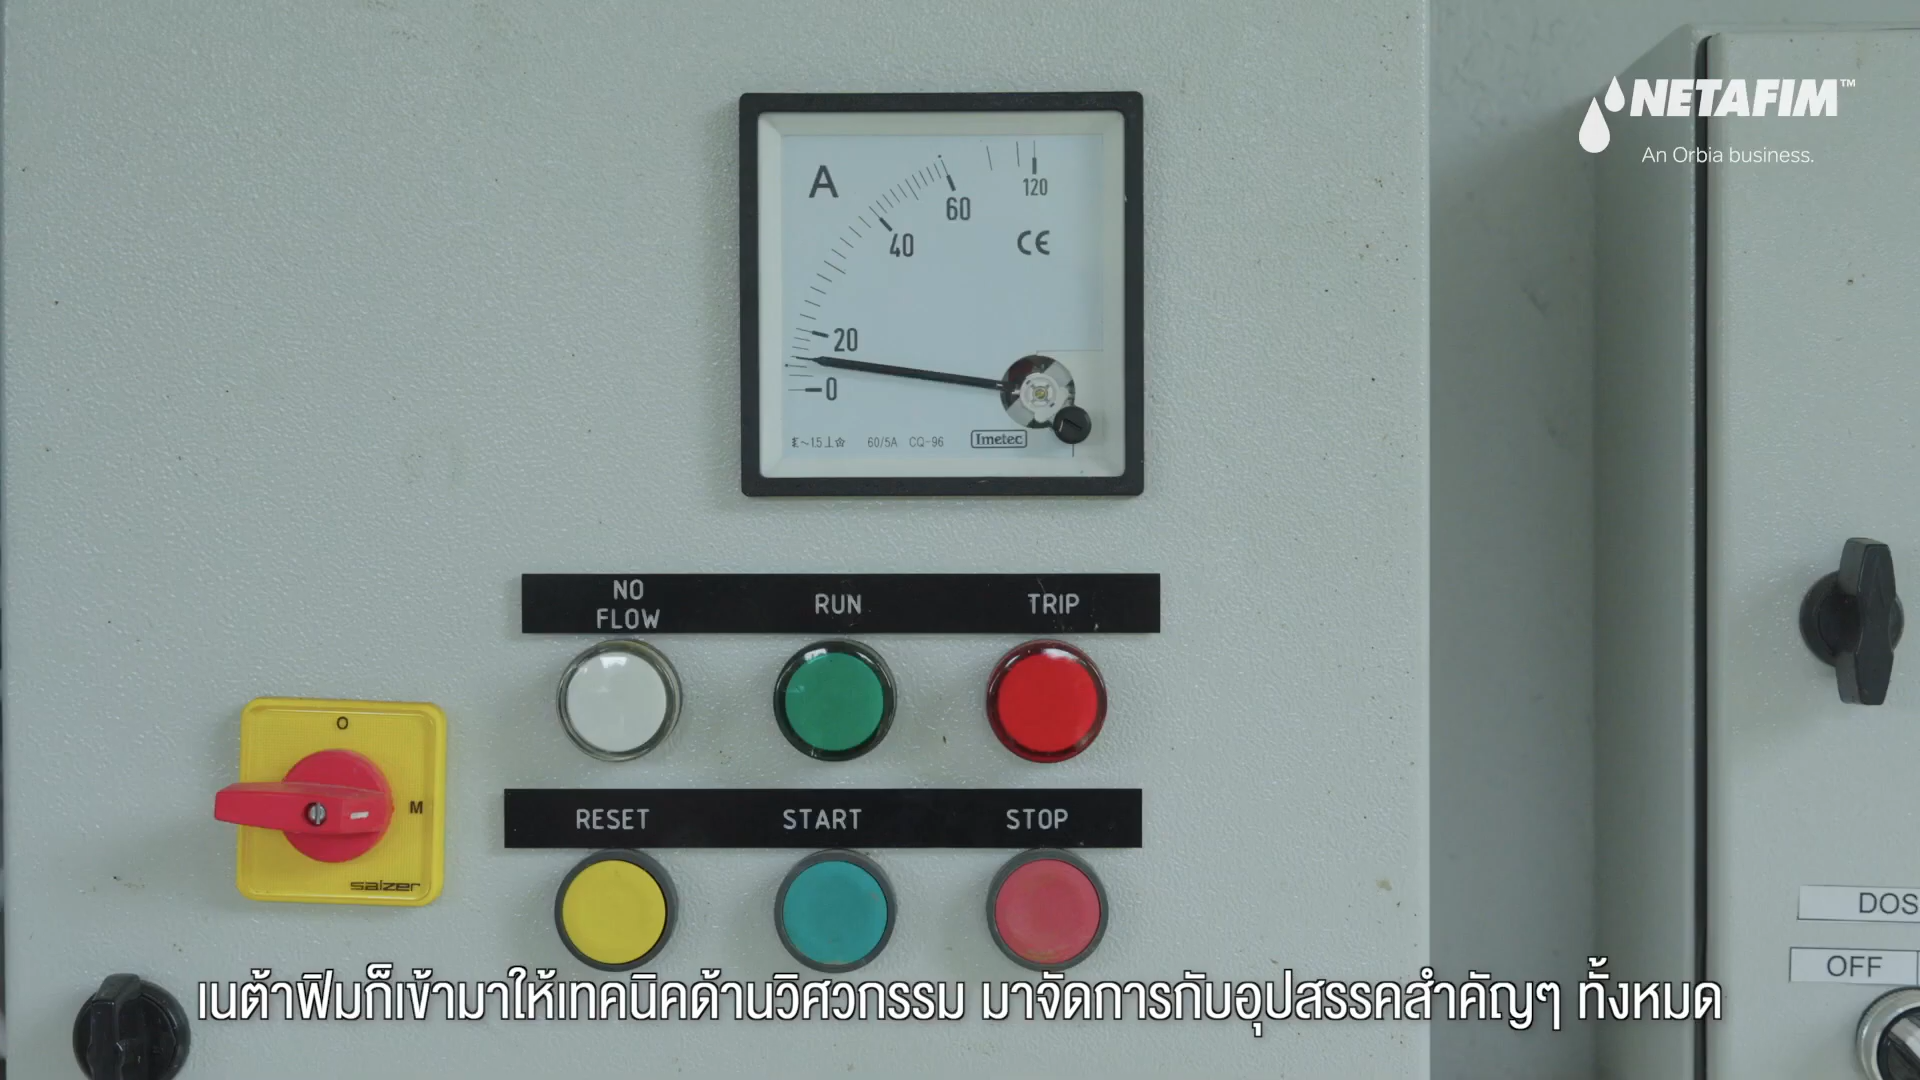 NETAFIM™
An Orbia business.
A
120
60
40
CE
20
0
1.5 60/5A CQ-96 Imetec
NO
FLOW
RUN
TRIP
O
M
salzer
RESET
START
STOP
DOS
OFF
เนต้าฟิมก็เข้ามาให้เทคนิคด้านวิศวกรรม มาจัดการกับอุปสรรคสำคัญๆ ทั้งหมด